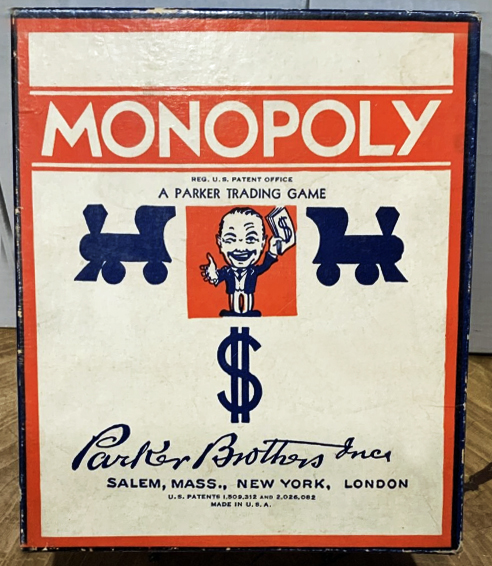 MONOPOLY
REG. U.S. PATENT OFFICE
A PARKER TRADING GAME
$
$
Parker Brothers Inc.
SALEM, MASS., NEW YORK, LONDON
U.S. PATENTS 1,509,312 AND 2,026,082
MADE IN U.S.A.